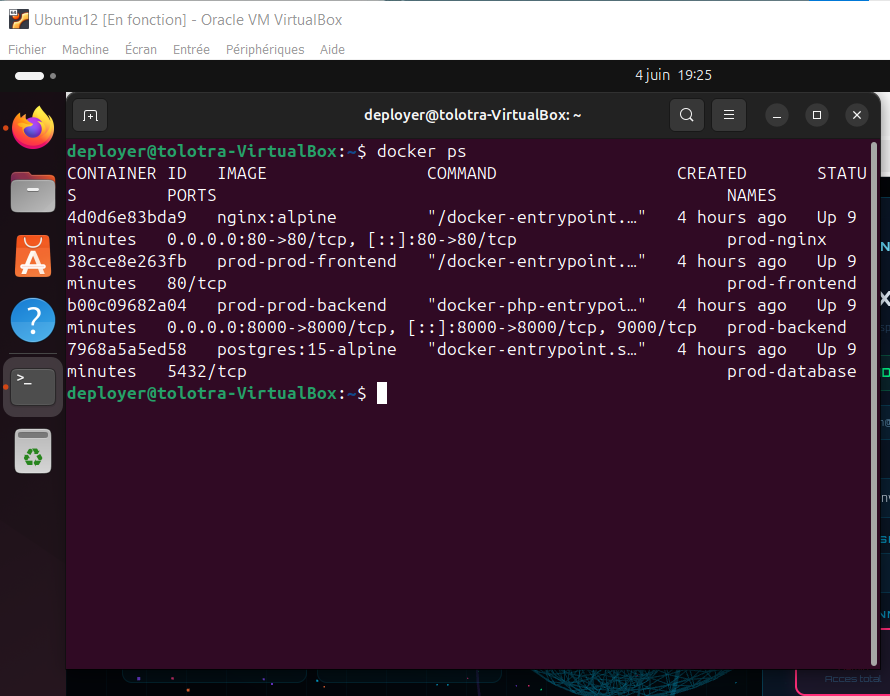 Ubuntu12 [En fonction] - Oracle VM VirtualBox
Fichier Machine Écran Entrée Périphériques Aide
4 juin 19:25
deployer@tolotra-VirtualBox: ~
deployer@tolotra-VirtualBox:~$ docker ps
CONTAINER ID   IMAGE                COMMAND                  CREATED       STATU
S         PORTS                                                   NAMES
4d0d6e83bda9   nginx:alpine         "/docker-entrypoint.…"   4 hours ago   Up 9
minutes   0.0.0.0:80->80/tcp, [::]:80->80/tcp                     prod-nginx
38cce8e263fb   prod-prod-frontend   "/docker-entrypoint.…"   4 hours ago   Up 9
minutes   80/tcp                                                  prod-frontend
b00c09682a04   prod-prod-backend    "docker-php-entrypoi…"   4 hours ago   Up 9
minutes   0.0.0.0:8000->8000/tcp, [::]:8000->8000/tcp, 9000/tcp   prod-backend
7968a5a5ed58   postgres:15-alpine   "docker-entrypoint.s…"   4 hours ago   Up 9
minutes   5432/tcp                                                prod-database
deployer@tolotra-VirtualBox:~$
Acces total